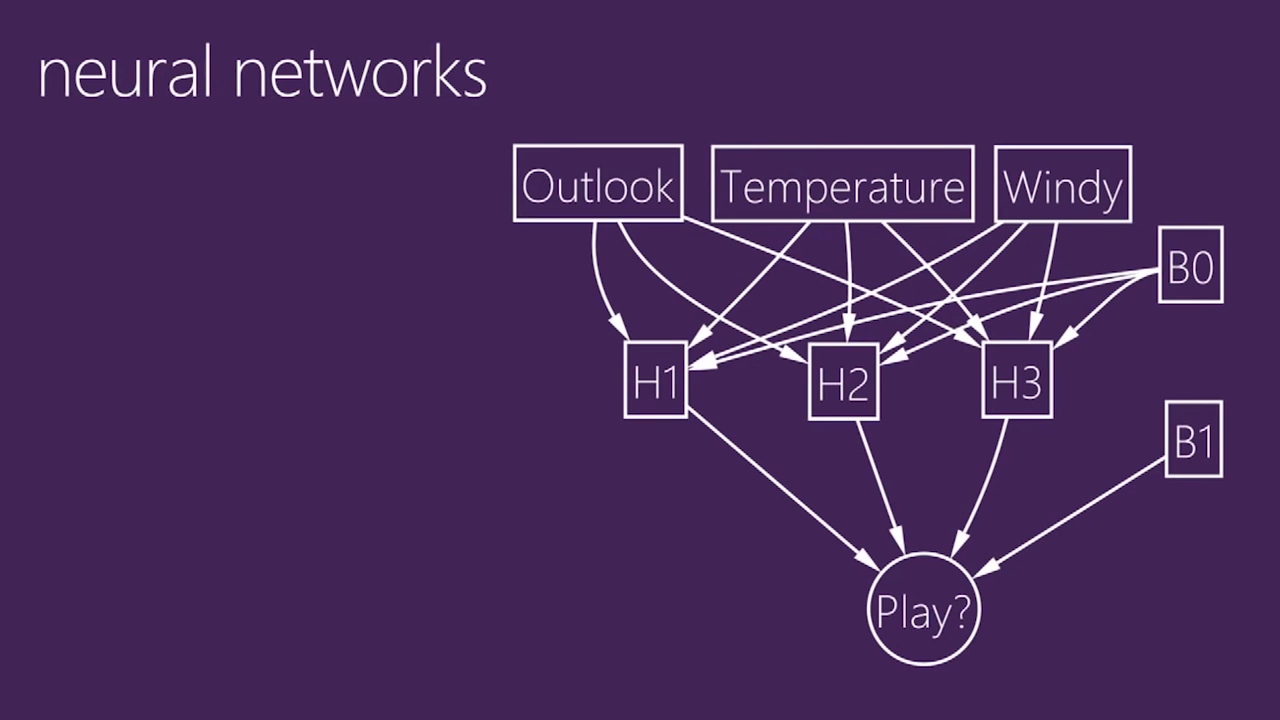 neural networks
Outlook Temperature Windy
B0
H1 H2 H3
B1
Play?